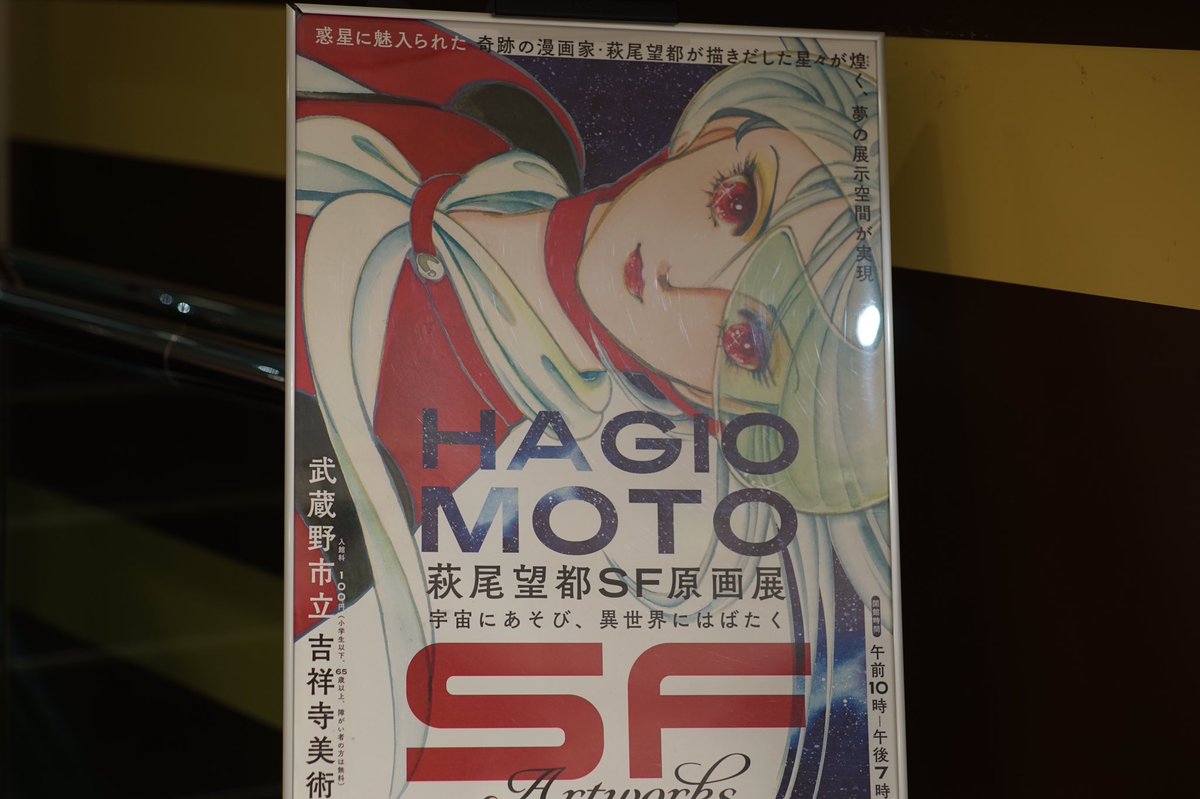 惑星に魅入られた奇跡の漫画家・萩尾望都が描きだした星々が煌く、夢の展示空間が実現
HAGIO
MOTO
萩尾望都SF原画展
宇宙にあそび、異世界にはばたく
SF
Artworks
武蔵野市立吉祥寺美術
入館料 100円(小学生以下、65歳以上、障がい者の方は無料)
開館時間
午前10時—午後7時